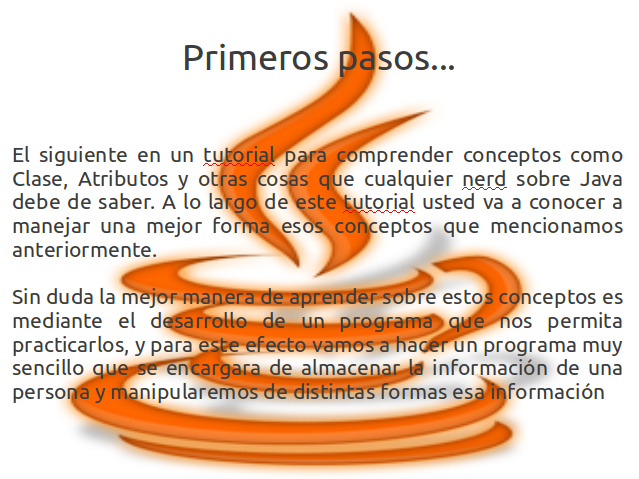 Primeros pasos...
El siguiente en un tutorial para comprender conceptos como
Clase, Atributos y otras cosas que cualquier nerd sobre Java
debe de saber. A lo largo de este tutorial usted va a conocer a
manejar una mejor forma esos conceptos que mencionamos
anteriormente.
Sin duda la mejor manera de aprender sobre estos conceptos es
mediante el desarrollo de un programa que nos permita
practicarlos, y para este efecto vamos a hacer un programa muy
sencillo que se encargara de almacenar la información de una
persona y manipularemos de distintas formas esa información